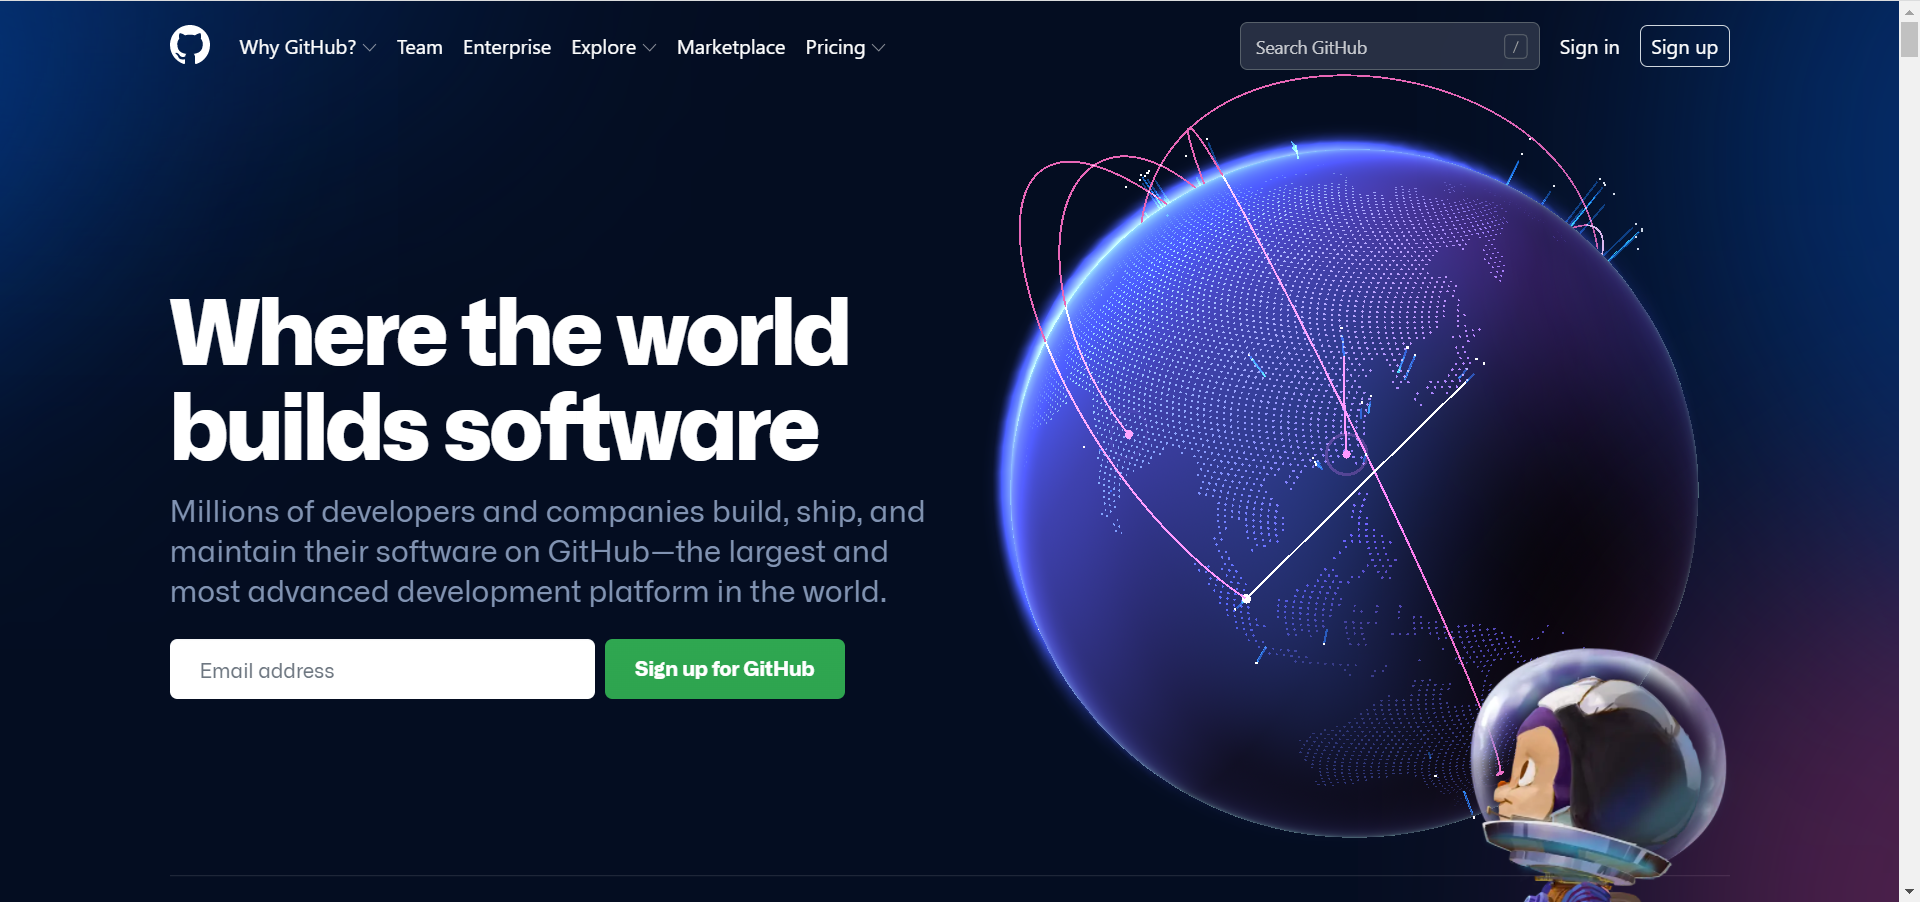 Why GitHub? Team Enterprise Explore Marketplace Pricing Search GitHub / Sign in Sign up
Where the world
builds software
Millions of developers and companies build, ship, and
maintain their software on GitHub—the largest and
most advanced development platform in the world.
Email address Sign up for GitHub